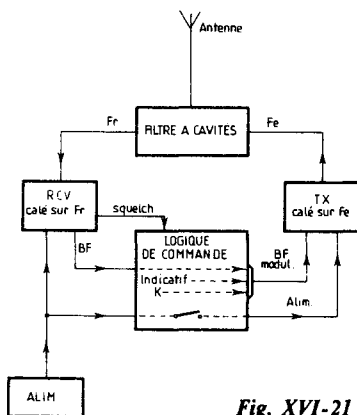 Antenne
Fr
FILTRE A CAVITÉS
Fe
RCV
calé sur Fr
squelch
TX
calé sur Fe
BF
LOGIQUE
DE COMMANDE
Indicatif
K
BF
modul.
Alim.
ALIM
Fig. XVI-21